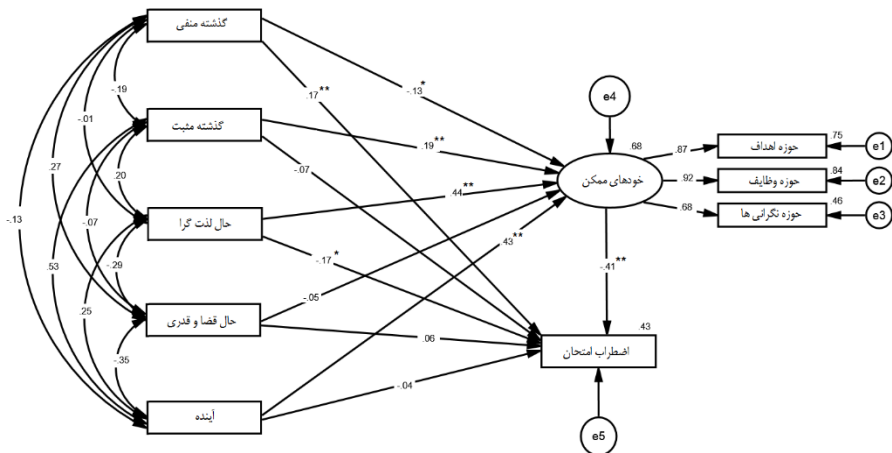 گذشته منفی
گذشته مثبت
حال لذت گرا
حال قضا و قدری
آینده
-.19
-.01
.27
-.13
.20
-.07
.53
-.29
.25
-.35
-.13*
.17**
.19**
-.07
.44**
-.17*
-.05
.06
.43**
-.04
e4
.68
خودهای ممکن
.87
.92
.68
-.41**
.75
حوزه اهداف
e1
.84
حوزه وظایف
e2
.46
حوزه نگرانی ها
e3
.43
اضطراب امتحان
e5